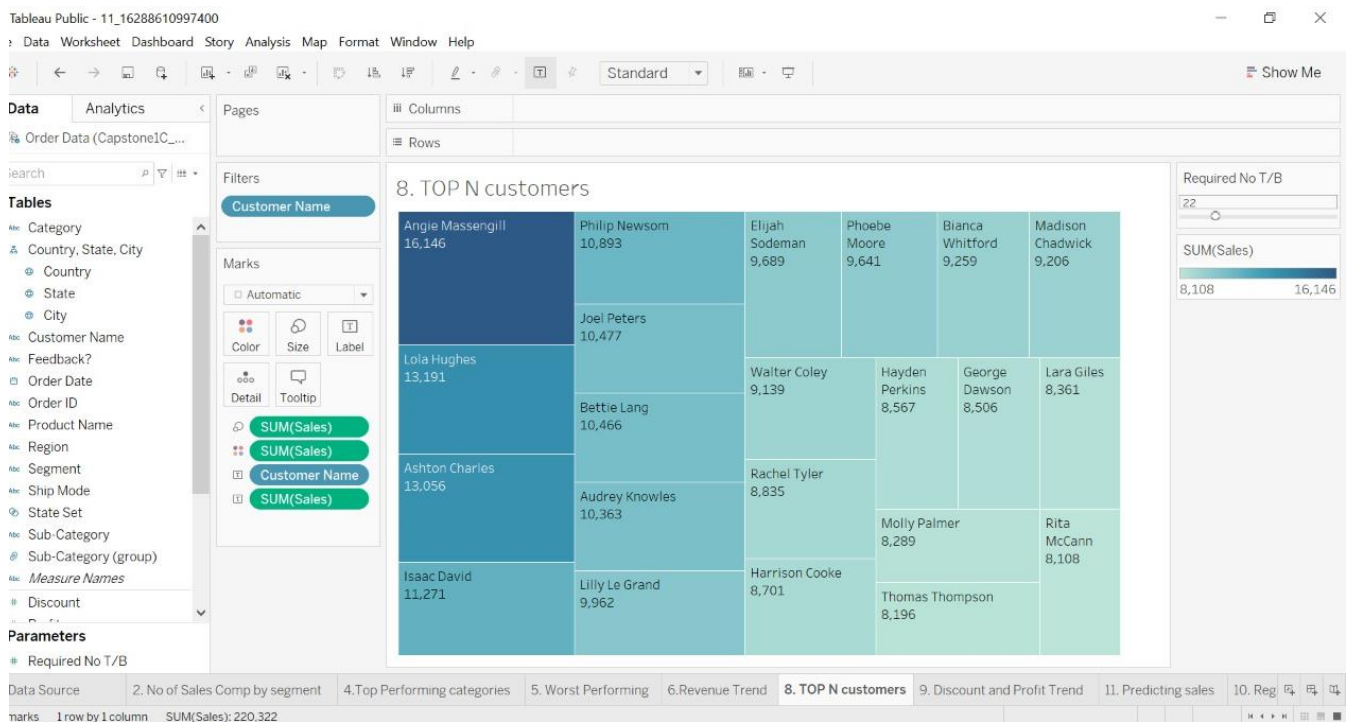 Tableau Public - 11_16288610997400
Data Worksheet Dashboard Story Analysis Map Format Window Help
Standard
Show Me
Data Analytics
Order Data (Capstone1C_...
Search
Tables
Abc Category
Country, State, City
Country
State
City
Abc Customer Name
Abc Feedback?
Order Date
Abc Order ID
Abc Product Name
Abc Region
Abc Segment
Abc Ship Mode
State Set
Abc Sub-Category
Sub-Category (group)
Abc Measure Names
# Discount
Parameters
# Required No T/B
Pages
Filters
Customer Name
Marks
Automatic
Color Size Label
Detail Tooltip
SUM(Sales)
SUM(Sales)
Customer Name
SUM(Sales)
Columns
Rows
8. TOP N customers
Angie Massengill
16,146
Lola Hughes
13,191
Ashton Charles
13,056
Isaac David
11,271
Philip Newsom
10,893
Joel Peters
10,477
Bettie Lang
10,466
Audrey Knowles
10,363
Lilly Le Grand
9,962
Elijah
Sodeman
9,689
Phoebe
Moore
9,641
Bianca
Whitford
9,259
Madison
Chadwick
9,206
Walter Coley
9,139
Rachel Tyler
8,835
Harrison Cooke
8,701
Hayden
Perkins
8,567
George
Dawson
8,506
Lara Giles
8,361
Molly Palmer
8,289
Thomas Thompson
8,196
Rita
McCann
8,108
Required No T/B
22
SUM(Sales)
8,108 16,146
Data Source 2. No of Sales Comp by segment 4.Top Performing categories 5. Worst Performing 6.Revenue Trend 8. TOP N customers 9. Discount and Profit Trend 11. Predicting sales 10. Reg
marks 1 row by 1 column SUM(Sales): 220,322